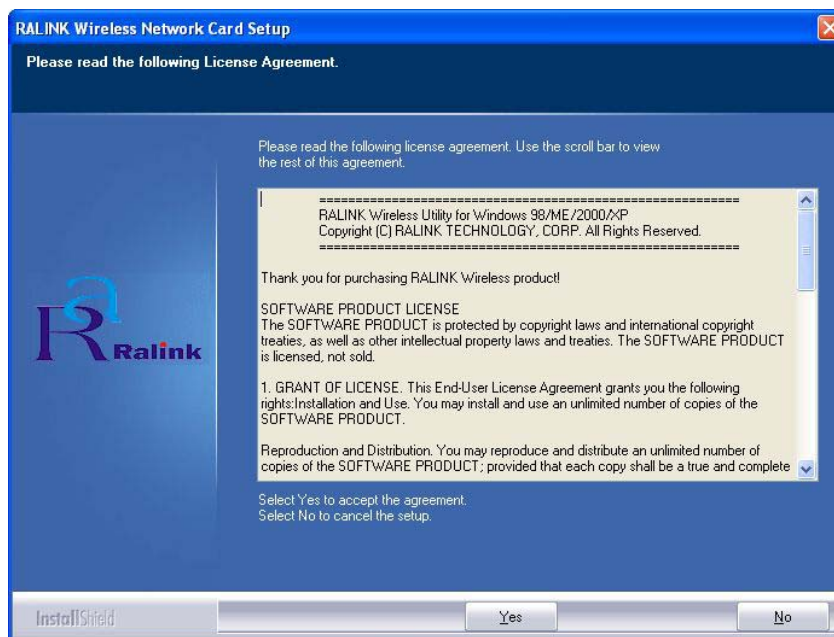 RALINK Wireless Network Card Setup
Please read the following License Agreement.
Please read the following license agreement. Use the scroll bar to view
the rest of this agreement.
==========================================================
RALINK Wireless Utility for Windows 98/ME/2000/XP
Copyright (C) RALINK TECHNOLOGY, CORP. All Rights Reserved.
==========================================================
Thank you for purchasing RALINK Wireless product!
SOFTWARE PRODUCT LICENSE
The SOFTWARE PRODUCT is protected by copyright laws and international copyright
treaties, as well as other intellectual property laws and treaties. The SOFTWARE PRODUCT
is licensed, not sold.
1. GRANT OF LICENSE. This End-User License Agreement grants you the following
rights:Installation and Use. You may install and use an unlimited number of copies of the
SOFTWARE PRODUCT.
Reproduction and Distribution. You may reproduce and distribute an unlimited number of
copies of the SOFTWARE PRODUCT; provided that each copy shall be a true and complete
Ralink
Select Yes to accept the agreement.
Select No to cancel the setup.
InstallShield
Yes
No